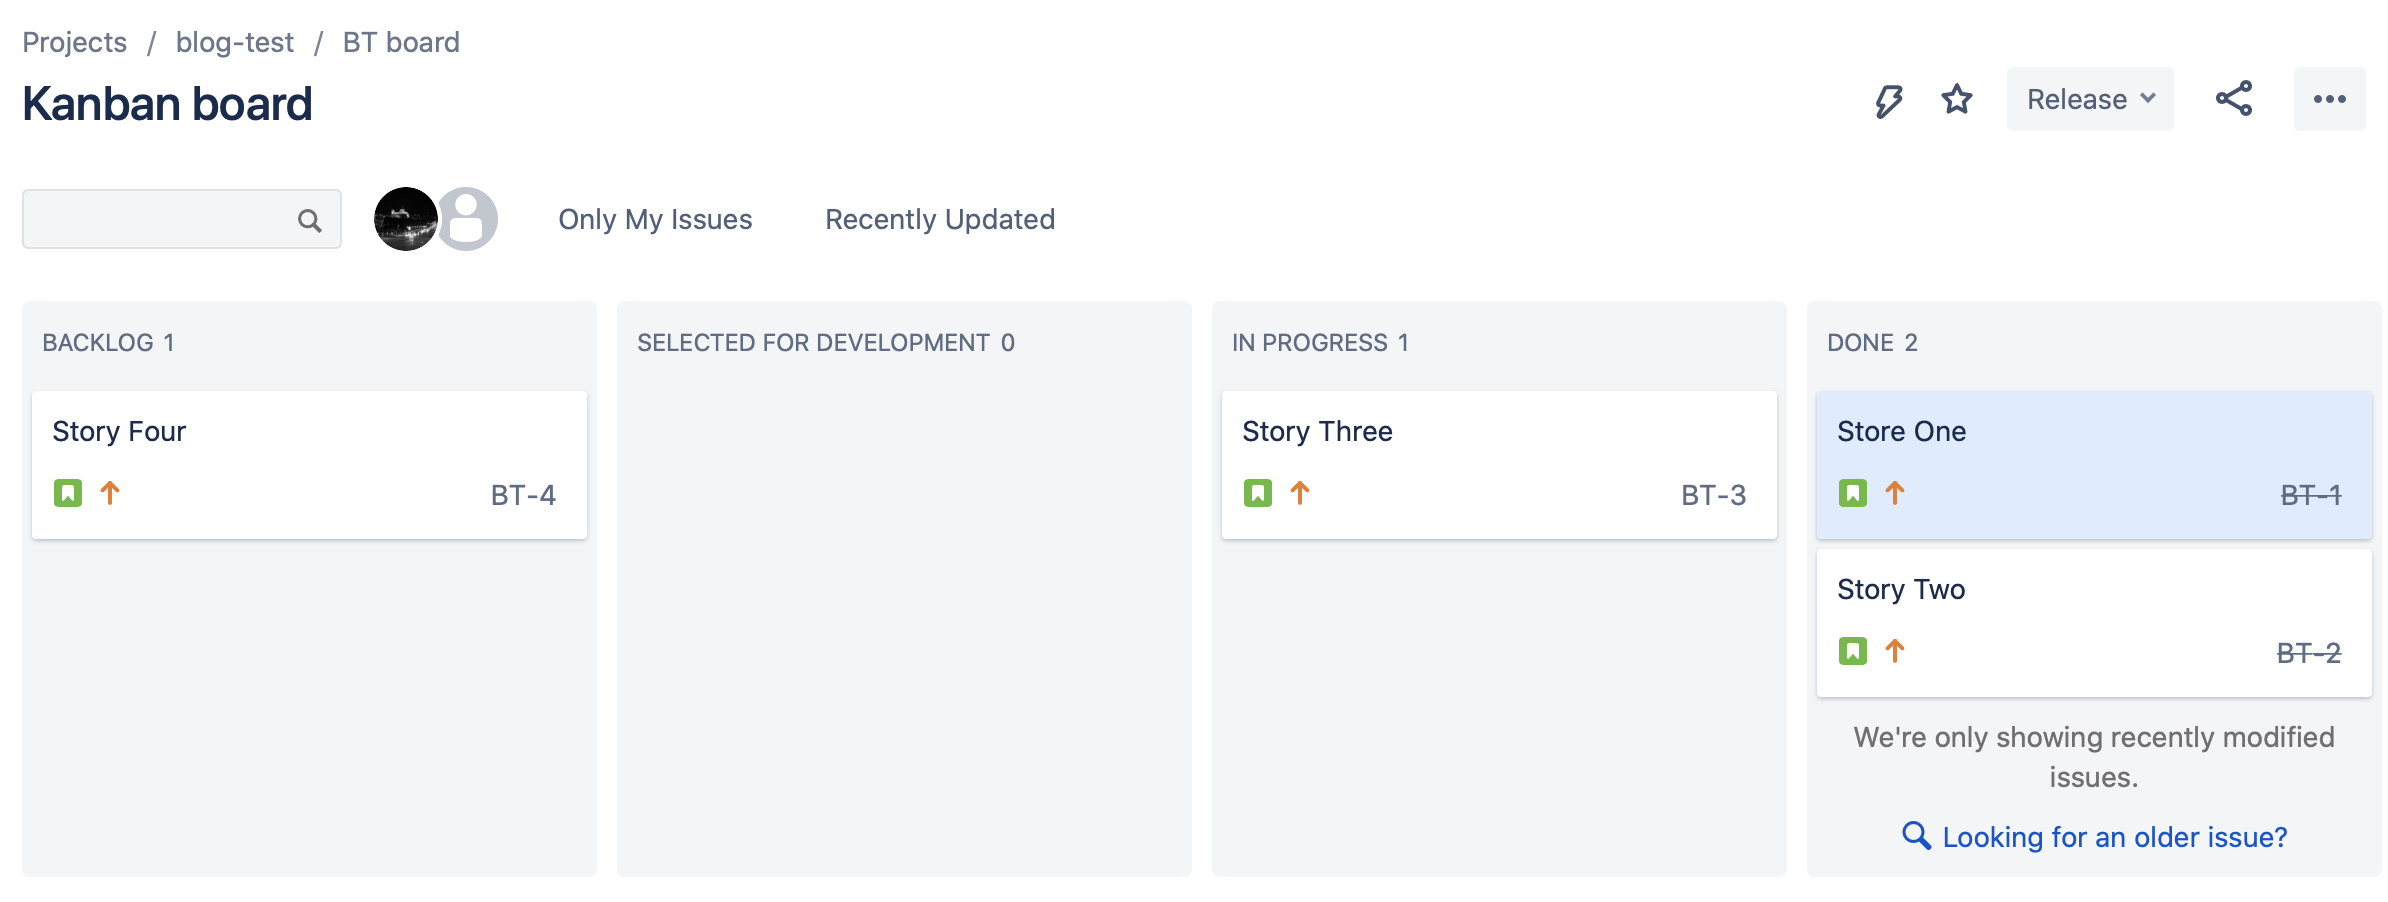 Projects / blog-test / BT board
Kanban board
Release
Only My Issues Recently Updated
BACKLOG 1
Story Four
BT-4
SELECTED FOR DEVELOPMENT 0
IN PROGRESS 1
Story Three
BT-3
DONE 2
Store One
BT-1
Story Two
BT-2
We're only showing recently modified
issues.
Looking for an older issue?